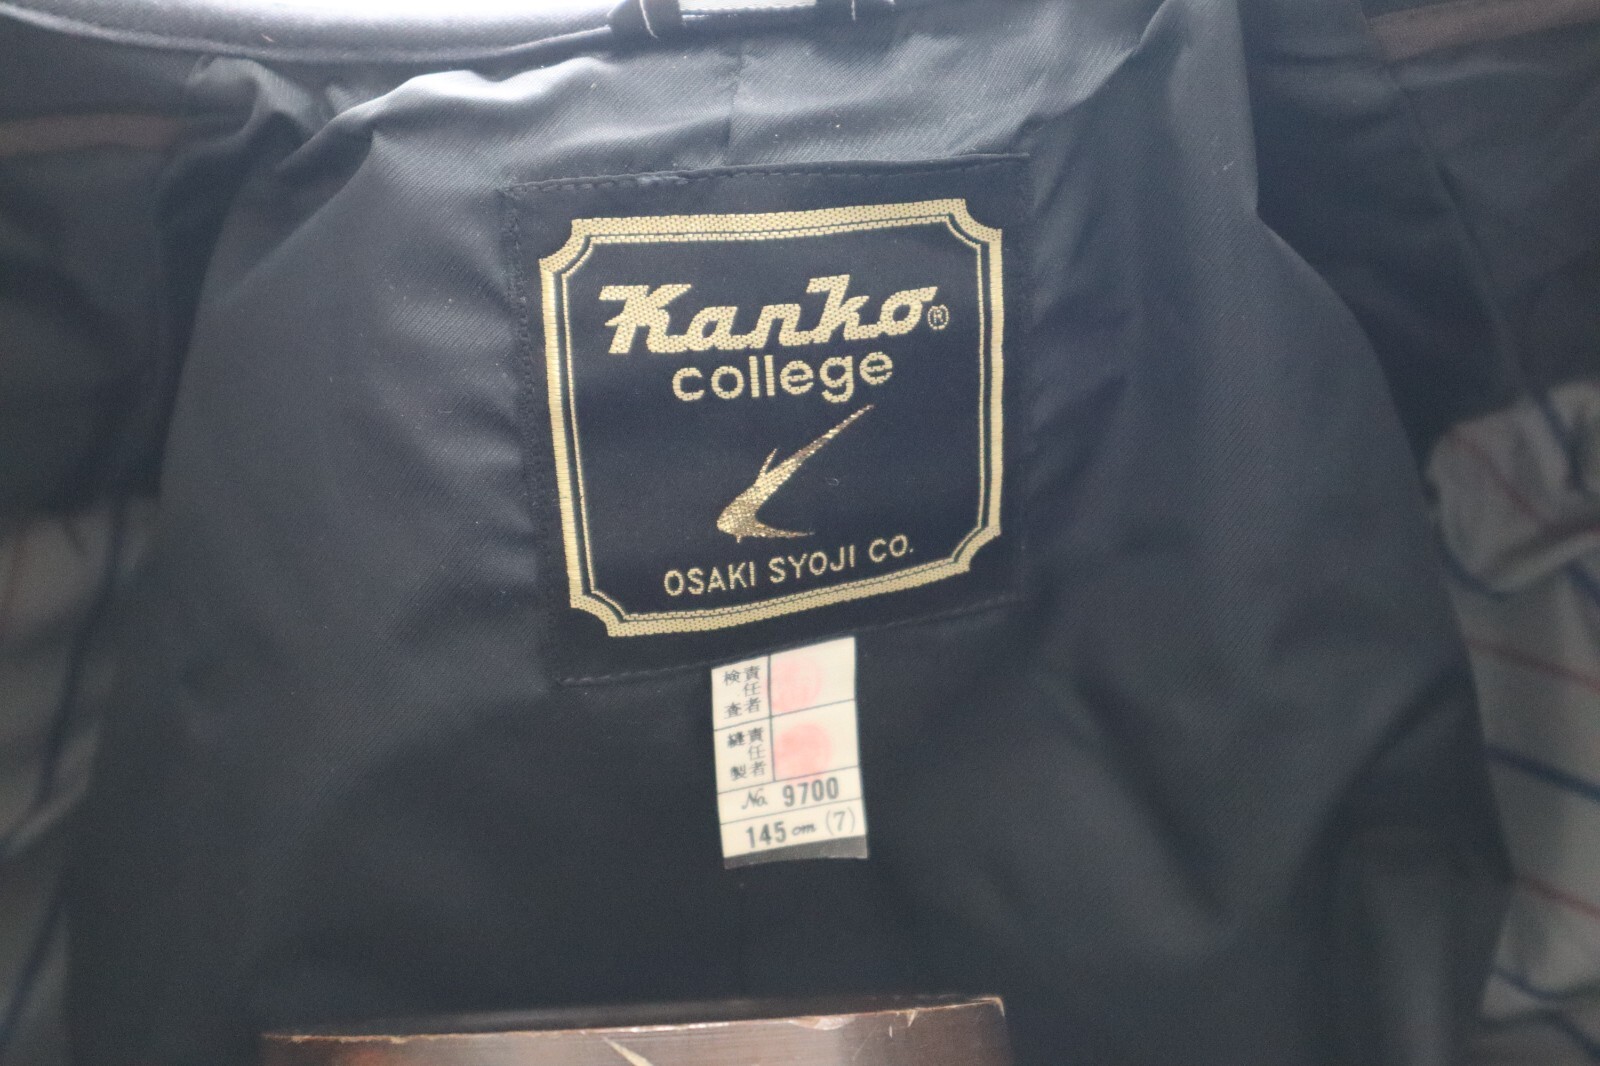 Kanko®
college
OSAKI SYOJI CO.
検査責任者
縫製責任者
No. 9700
145cm (7)